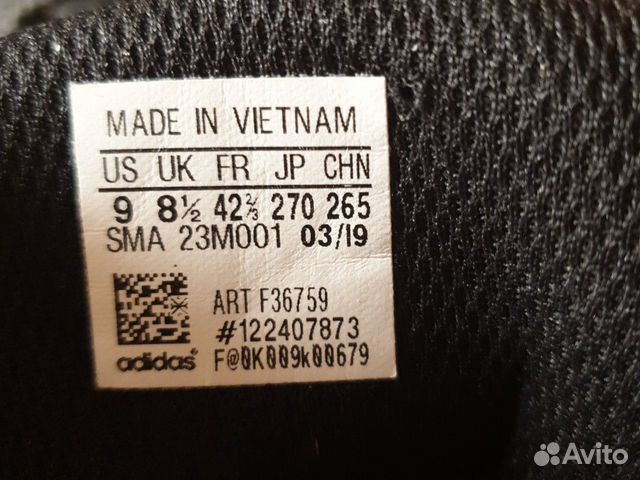 MADE IN VIETNAM
US UK FR JP CHN
9 8½ 42⅔ 270 265
SMA 23M001 03/19
ART F36759
#122407873
adidas F@0K009k00679
Avito